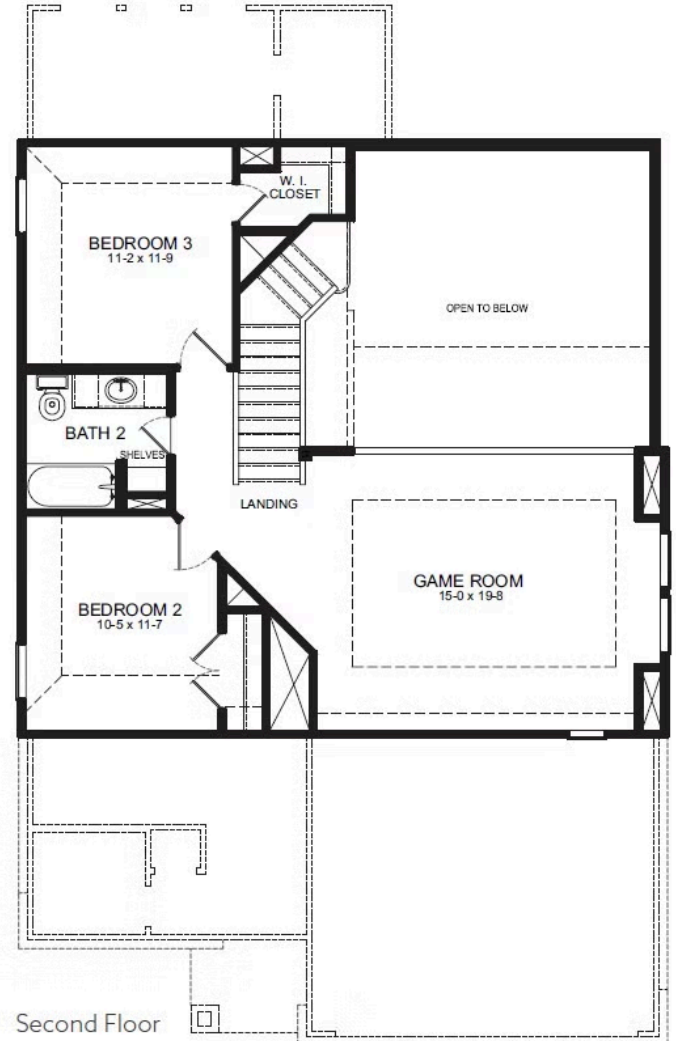 W. I.
CLOSET
BEDROOM 3
11-2 x 11-9
OPEN TO BELOW
BATH 2
SHELVES
LANDING
GAME ROOM
15-0 x 19-8
BEDROOM 2
10-5 x 11-7
Second Floor